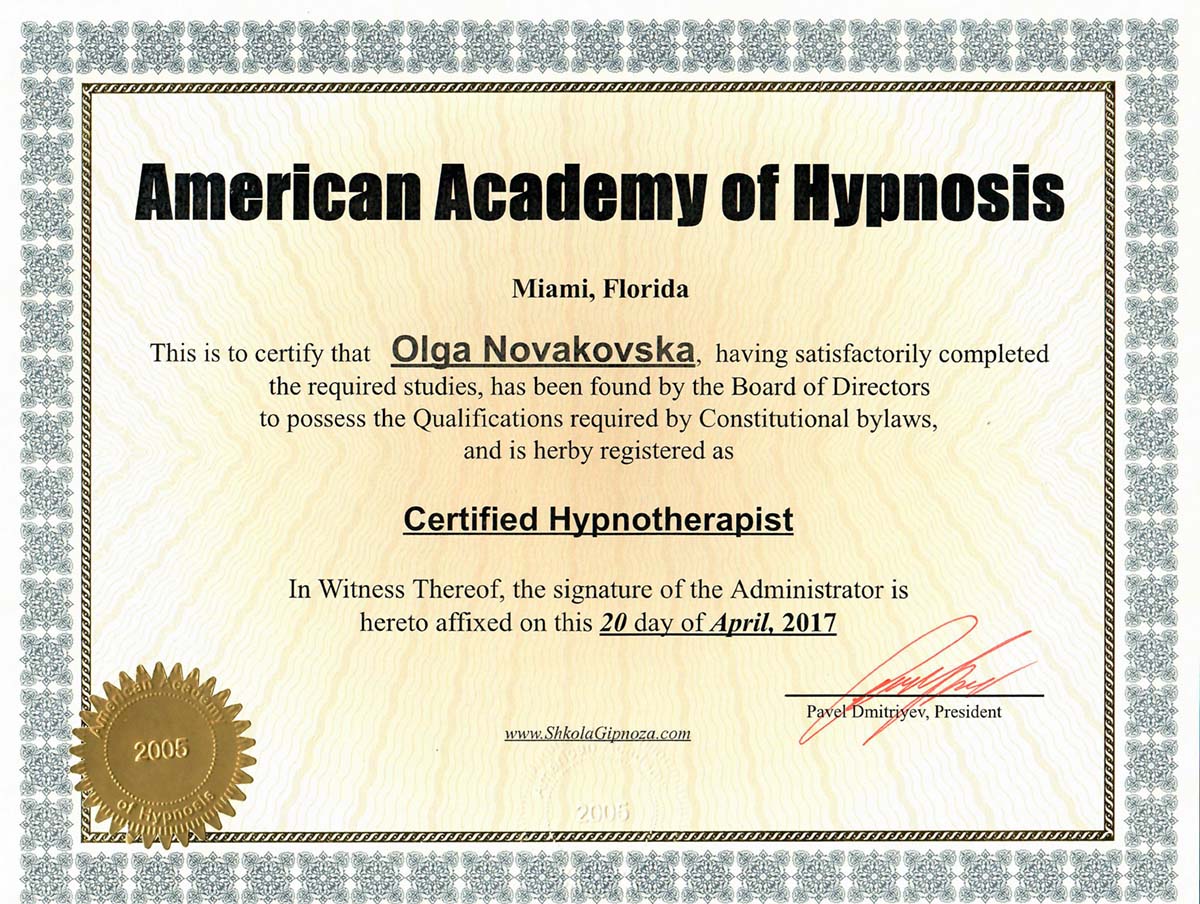 American Academy of Hypnosis
Miami, Florida
This is to certify that Olga Novakovska, having satisfactorily completed
the required studies, has been found by the Board of Directors
to possess the Qualifications required by Constitutional bylaws,
and is herby registered as
Certified Hypnotherapist
In Witness Thereof, the signature of the Administrator is
hereto affixed on this 20 day of April, 2017
Pavel Dmitriyev, President
www.ShkolaGipnoza.com
American Academy
2005
of Hypnosis
2005